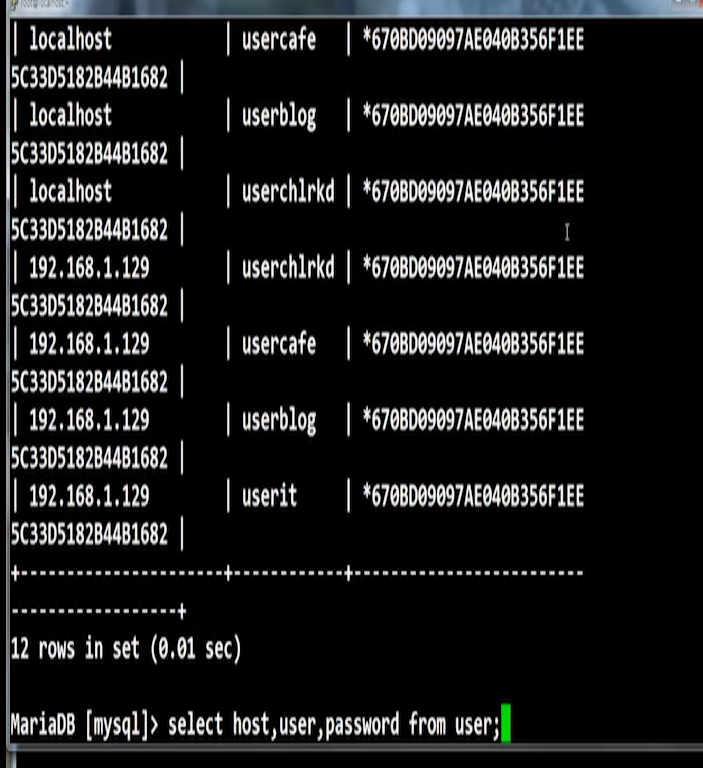 | localhost | usercafe | *670BD09097AE040B356F1EE
5C33D5182B44B1682 |
| localhost | userblog | *670BD09097AE040B356F1EE
5C33D5182B44B1682 |
| localhost | userchlrkd | *670BD09097AE040B356F1EE
5C33D5182B44B1682 |
| 192.168.1.129 | userchlrkd | *670BD09097AE040B356F1EE
5C33D5182B44B1682 |
| 192.168.1.129 | usercafe | *670BD09097AE040B356F1EE
5C33D5182B44B1682 |
| 192.168.1.129 | userblog | *670BD09097AE040B356F1EE
5C33D5182B44B1682 |
| 192.168.1.129 | userit | *670BD09097AE040B356F1EE
5C33D5182B44B1682 |
+--------------------+------------+-------------------------
------------------+
12 rows in set (0.01 sec)
MariaDB [mysql]> select host,user,password from user;